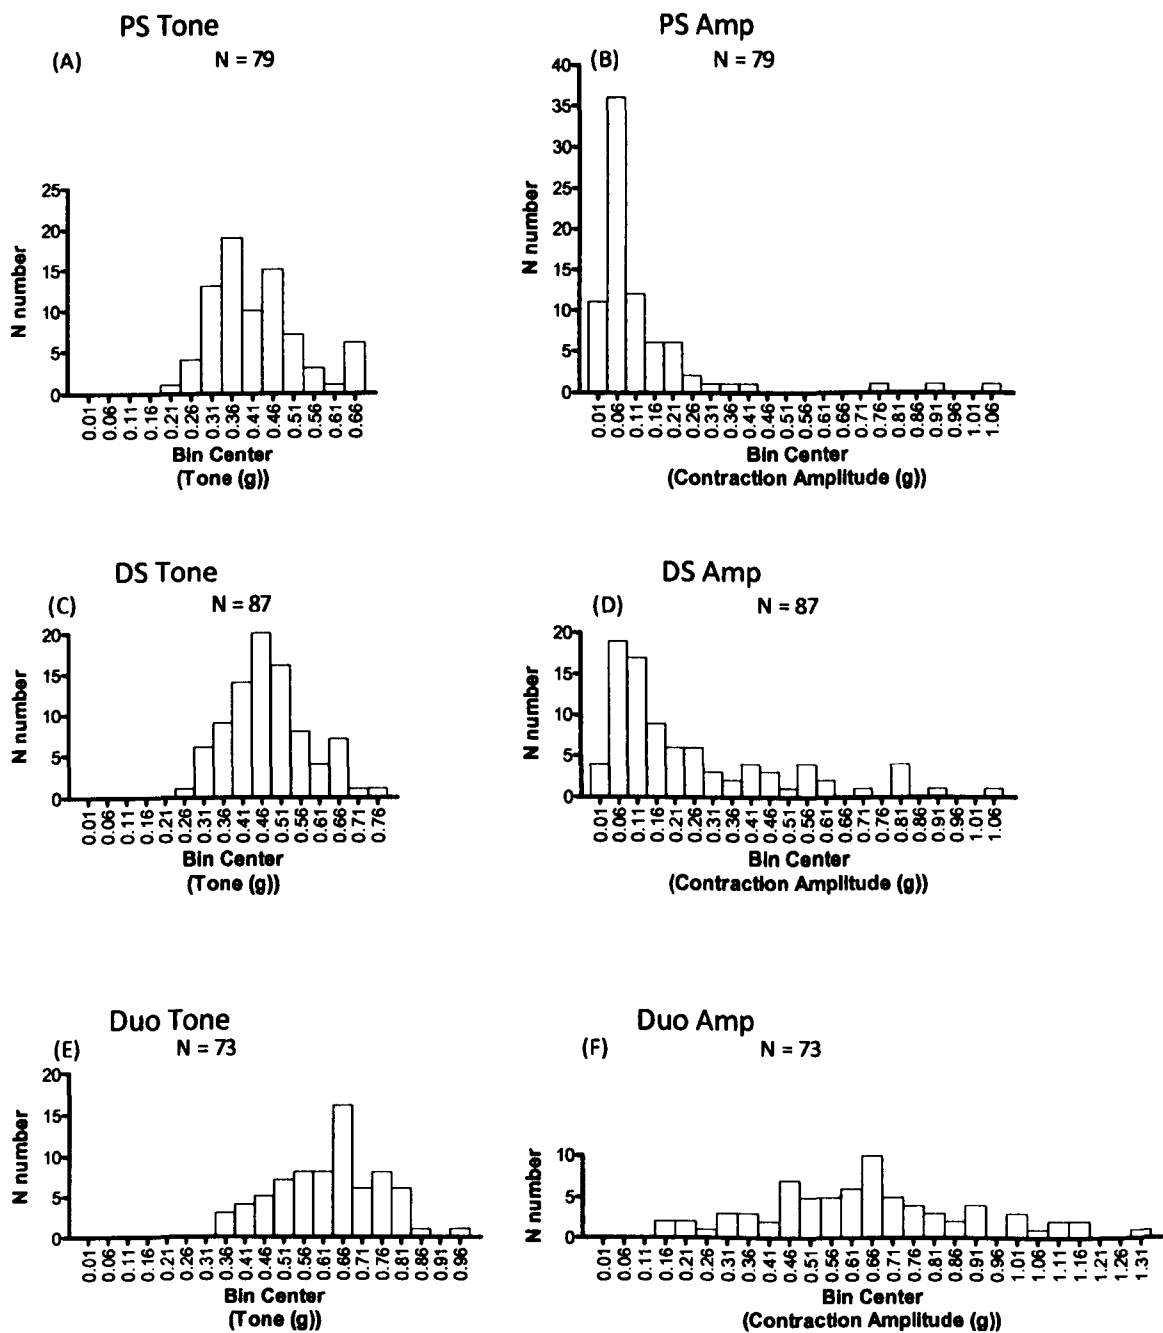 PS Tone
(A) N = 79
25
20
15
10
5
0
N number
0.01 0.06 0.11 0.16 0.21 0.26 0.31 0.36 0.41 0.46 0.51 0.56 0.61 0.66
Bin Center
(Tone (g))
PS Amp
(B) N = 79
40
35
30
25
20
15
10
5
0
N number
0.01 0.06 0.11 0.16 0.21 0.26 0.31 0.36 0.41 0.46 0.51 0.56 0.61 0.66 0.71 0.76 0.81 0.86 0.91 0.96 1.01 1.06
Bin Center
(Contraction Amplitude (g))
DS Tone
(C) N = 87
20
15
10
5
0
N number
0.01 0.06 0.11 0.16 0.21 0.26 0.31 0.36 0.41 0.46 0.51 0.56 0.61 0.66 0.71 0.76
Bin Center
(Tone (g))
DS Amp
(D) N = 87
20
15
10
5
0
N number
0.01 0.06 0.11 0.16 0.21 0.26 0.31 0.36 0.41 0.46 0.51 0.56 0.61 0.66 0.71 0.76 0.81 0.86 0.91 0.96 1.01 1.06
Bin Center
(Contraction Amplitude (g))
Duo Tone
(E) N = 73
20
15
10
5
0
N number
0.01 0.06 0.11 0.16 0.21 0.26 0.31 0.36 0.41 0.46 0.51 0.56 0.61 0.66 0.71 0.76 0.81 0.86 0.91 0.96
Bin Center
(Tone (g))
Duo Amp
(F) N = 73
10
5
0
N number
0.01 0.06 0.11 0.16 0.21 0.26 0.31 0.36 0.41 0.46 0.51 0.56 0.61 0.66 0.71 0.76 0.81 0.86 0.91 0.96 1.01 1.06 1.11 1.16 1.21 1.26 1.31
Bin Center
(Contraction Amplitude (g))